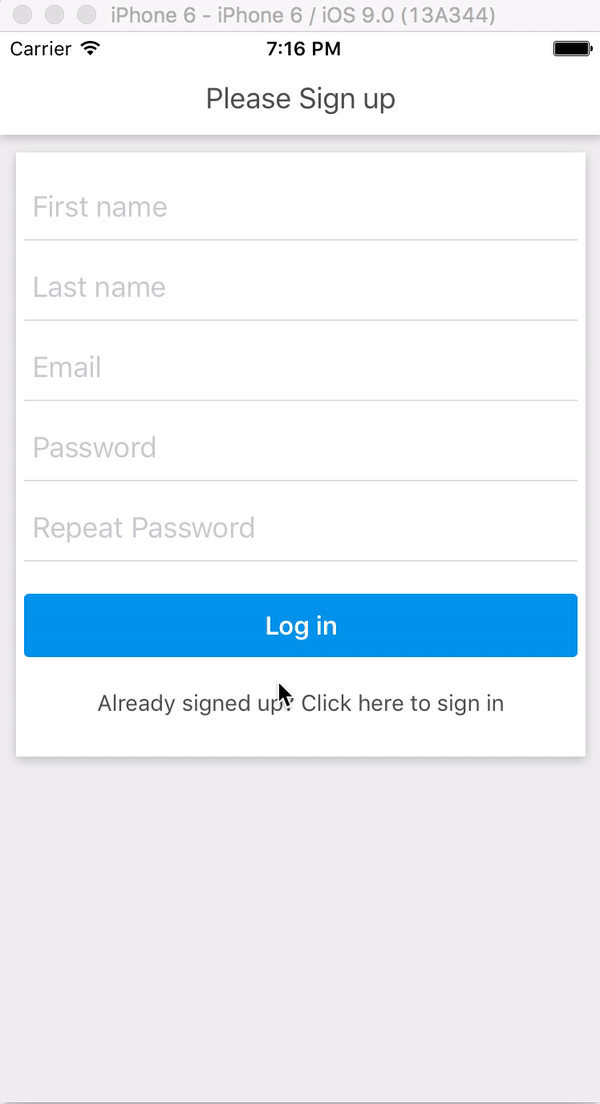 iPhone 6 - iPhone 6 / iOS 9.0 (13A344)
Carrier 7:16 PM
Please Sign up
First name
Last name
Email
Password
Repeat Password
Log in
Already signed up? Click here to sign in